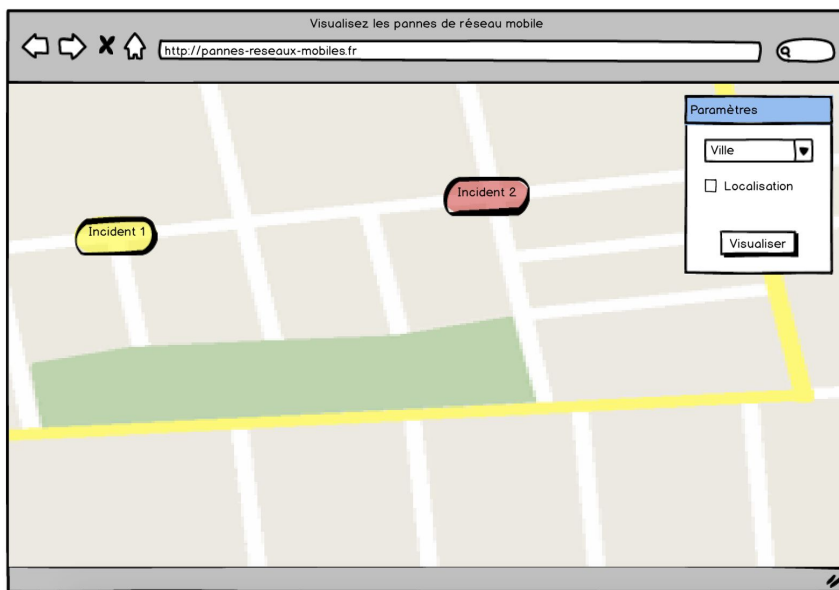 Visualisez les pannes de réseau mobile
http://pannes-reseaux-mobiles.fr
Paramètres
Ville
Localisation
Visualiser
Incident 1
Incident 2